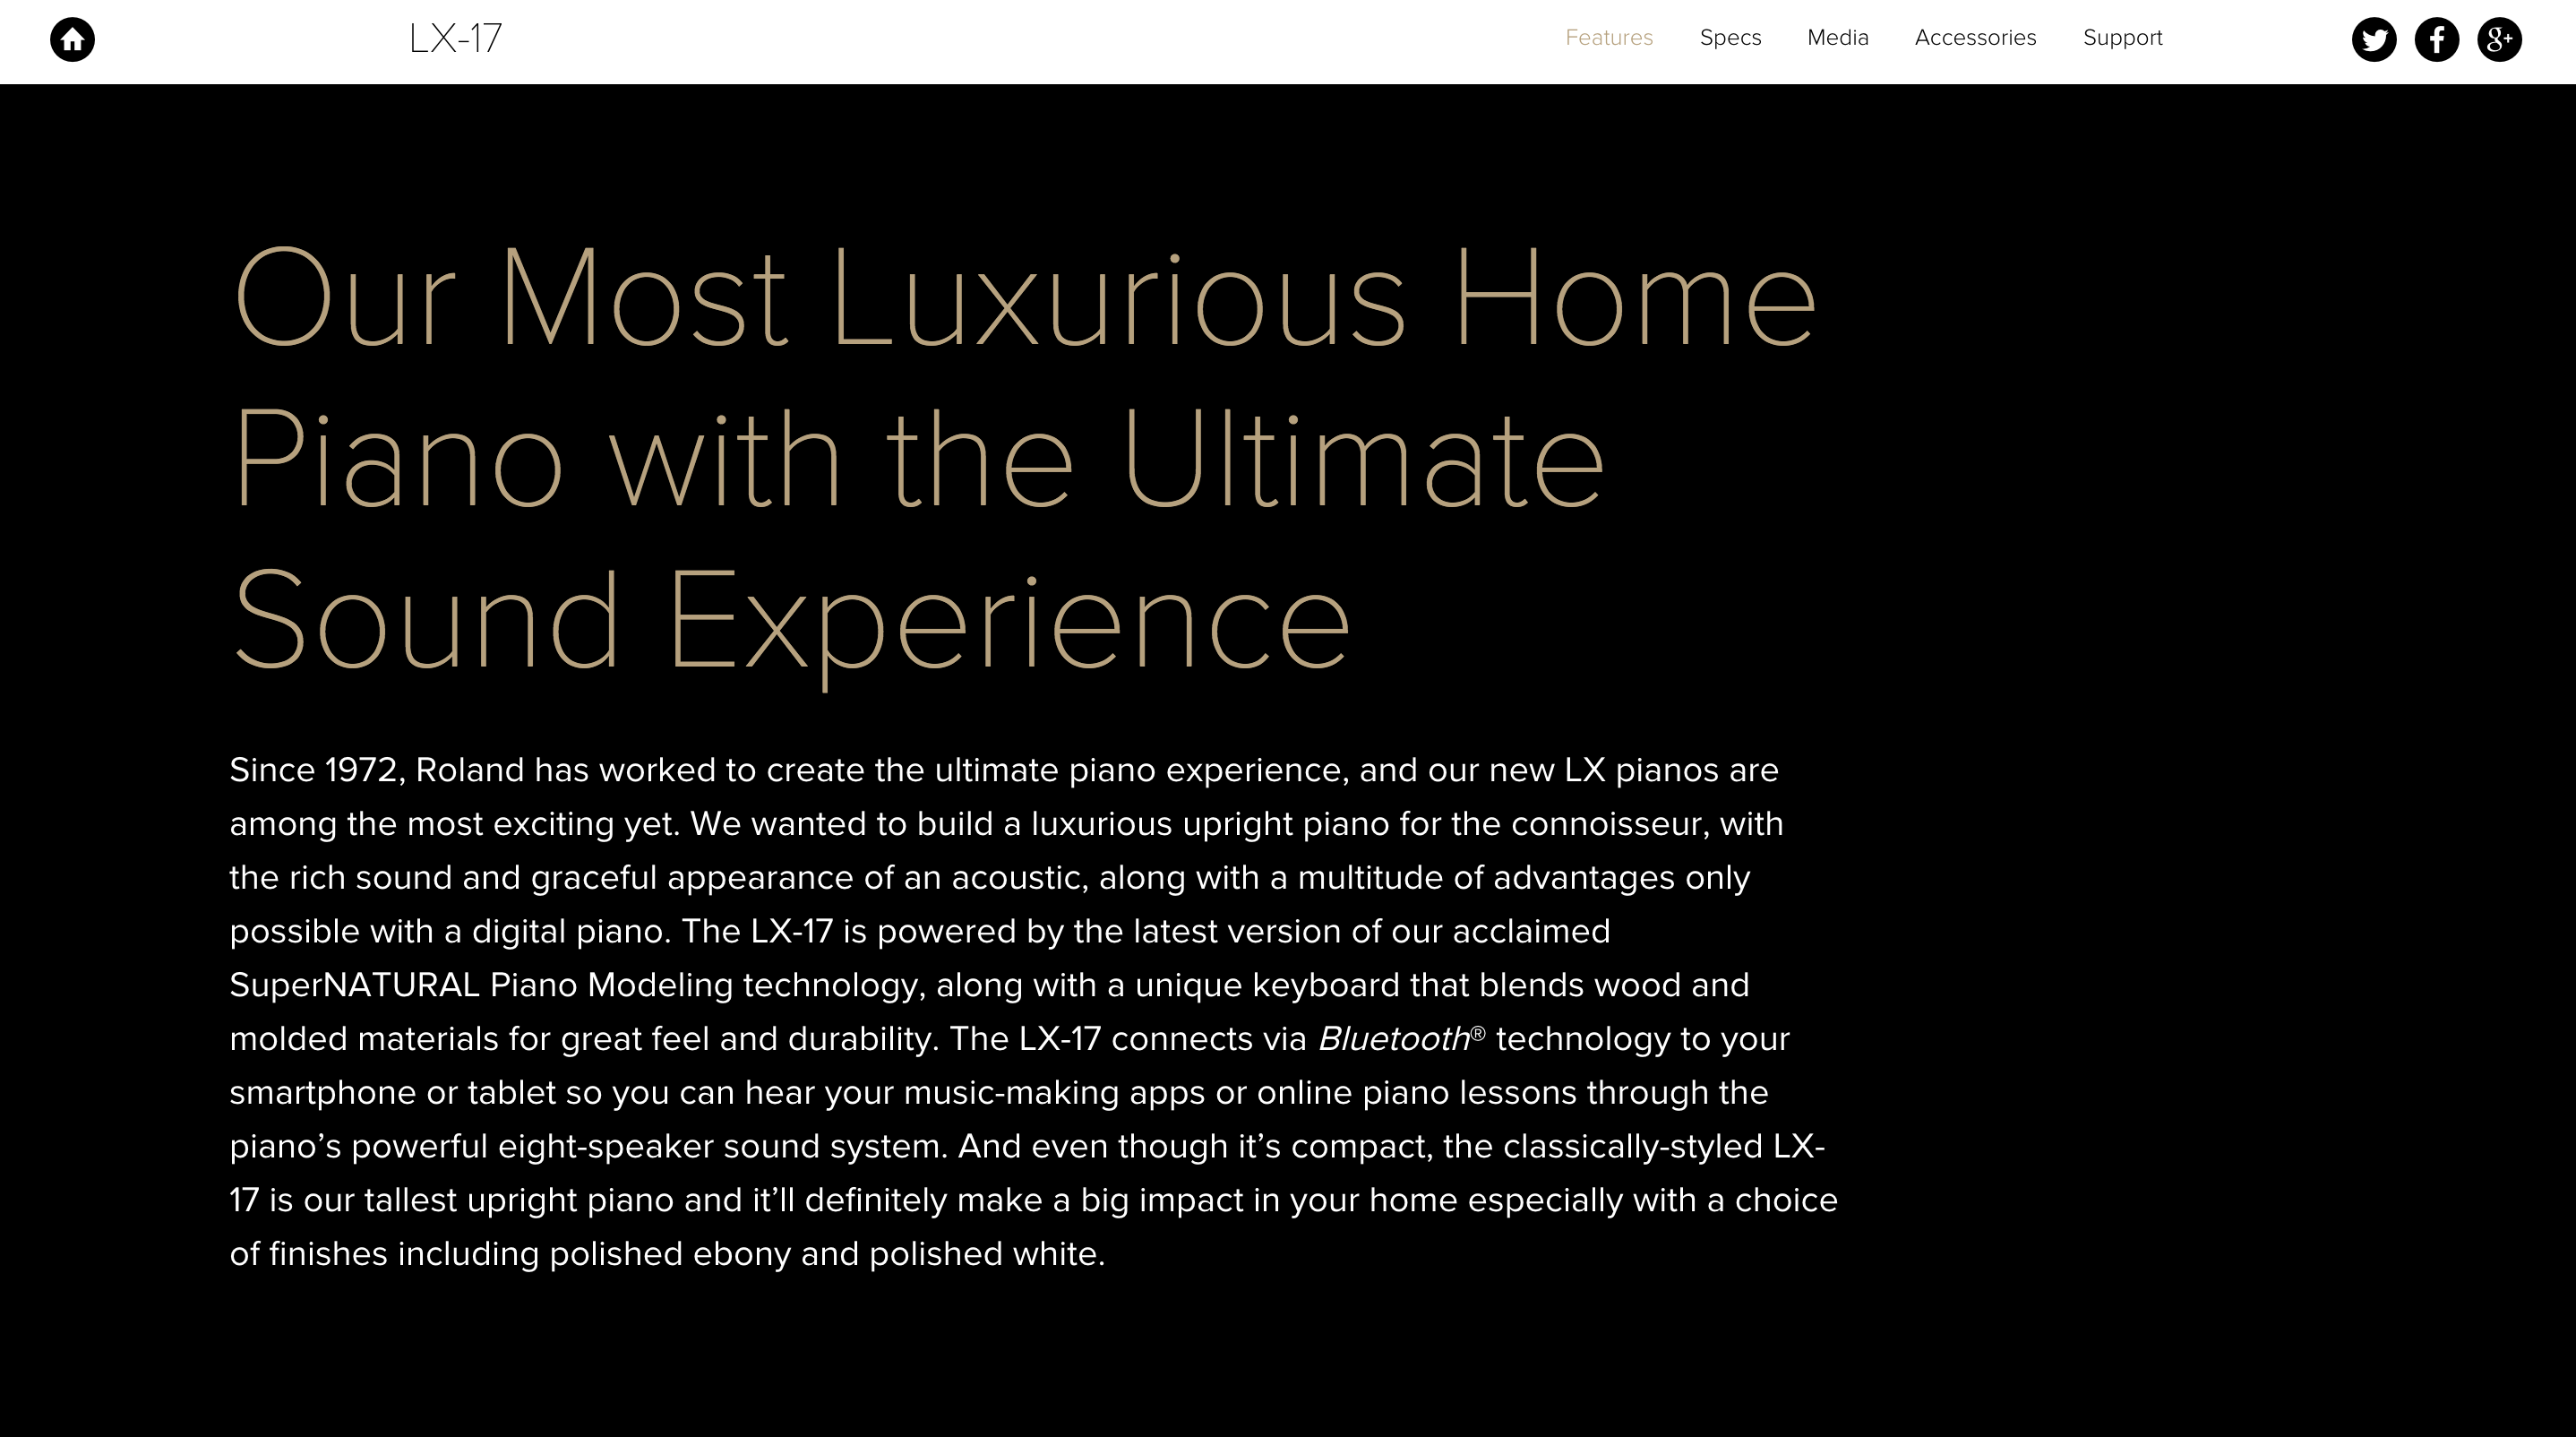 LX-17
Features Specs Media Accessories Support
g+
Our Most Luxurious Home
Piano with the Ultimate
Sound Experience
Since 1972, Roland has worked to create the ultimate piano experience, and our new LX pianos are
among the most exciting yet. We wanted to build a luxurious upright piano for the connoisseur, with
the rich sound and graceful appearance of an acoustic, along with a multitude of advantages only
possible with a digital piano. The LX-17 is powered by the latest version of our acclaimed
SuperNATURAL Piano Modeling technology, along with a unique keyboard that blends wood and
molded materials for great feel and durability. The LX-17 connects via Bluetooth® technology to your
smartphone or tablet so you can hear your music-making apps or online piano lessons through the
piano’s powerful eight-speaker sound system. And even though it’s compact, the classically-styled LX-
17 is our tallest upright piano and it’ll definitely make a big impact in your home especially with a choice
of finishes including polished ebony and polished white.